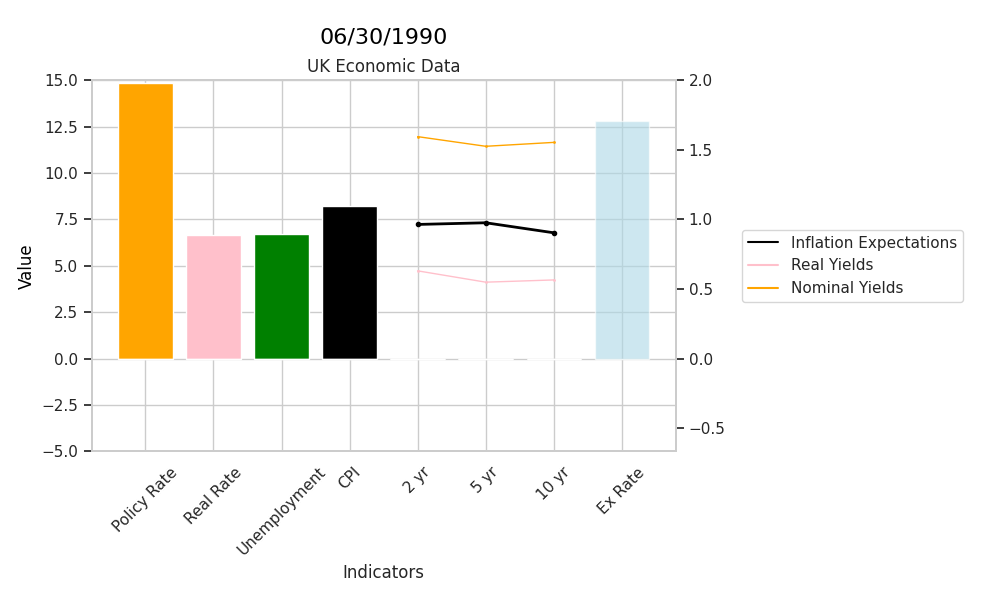 06/30/1990
UK Economic Data
15.0
12.5
10.0
7.5
5.0
2.5
0.0
−2.5
−5.0
Value
2.0
1.5
1.0
0.5
0.0
−0.5
Inflation Expectations
Real Yields
Nominal Yields
Policy Rate
Real Rate
Unemployment
CPI
2 yr
5 yr
10 yr
Ex Rate
Indicators